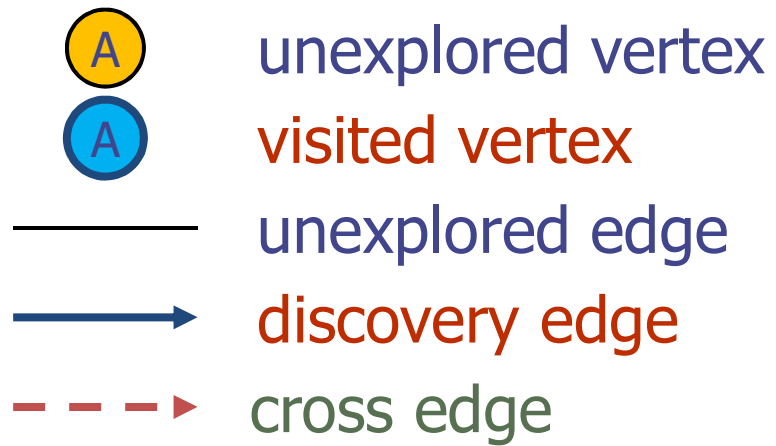 A unexplored vertex
A visited vertex
unexplored edge
discovery edge
cross edge